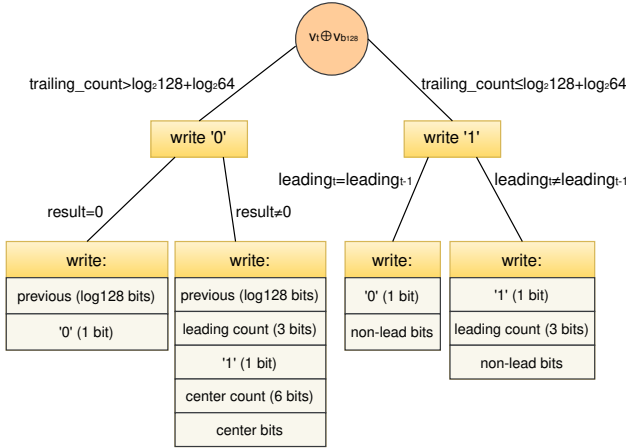 vₜ⊕v_b₁₂₈
trailing_count>log₂128+log₂64
trailing_count≤log₂128+log₂64
write '0'
write '1'
result=0
result≠0
leadingₜ=leadingₜ₋₁
leadingₜ≠leadingₜ₋₁
write:
previous (log128 bits)
'0' (1 bit)
write:
previous (log128 bits)
leading count (3 bits)
'1' (1 bit)
center count (6 bits)
center bits
write:
'0' (1 bit)
non-lead bits
write:
'1' (1 bit)
leading count (3 bits)
non-lead bits